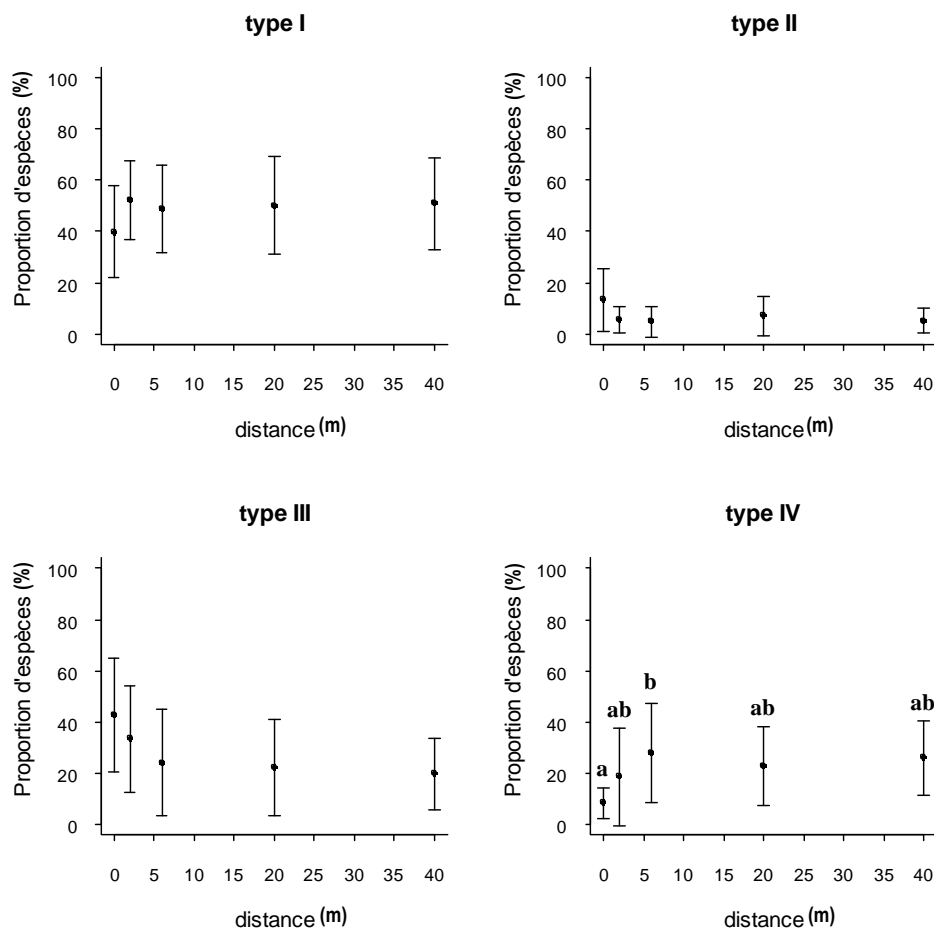 type I
Proportion d'espèces (%)
100
80
60
40
20
0
0 5 10 15 20 25 30 35 40
distance (m)
type II
Proportion d'espèces (%)
100
80
60
40
20
0
0 5 10 15 20 25 30 35 40
distance (m)
type III
Proportion d'espèces (%)
100
80
60
40
20
0
0 5 10 15 20 25 30 35 40
distance (m)
type IV
Proportion d'espèces (%)
100
80
60
40
20
0
a ab b ab ab
0 5 10 15 20 25 30 35 40
distance (m)